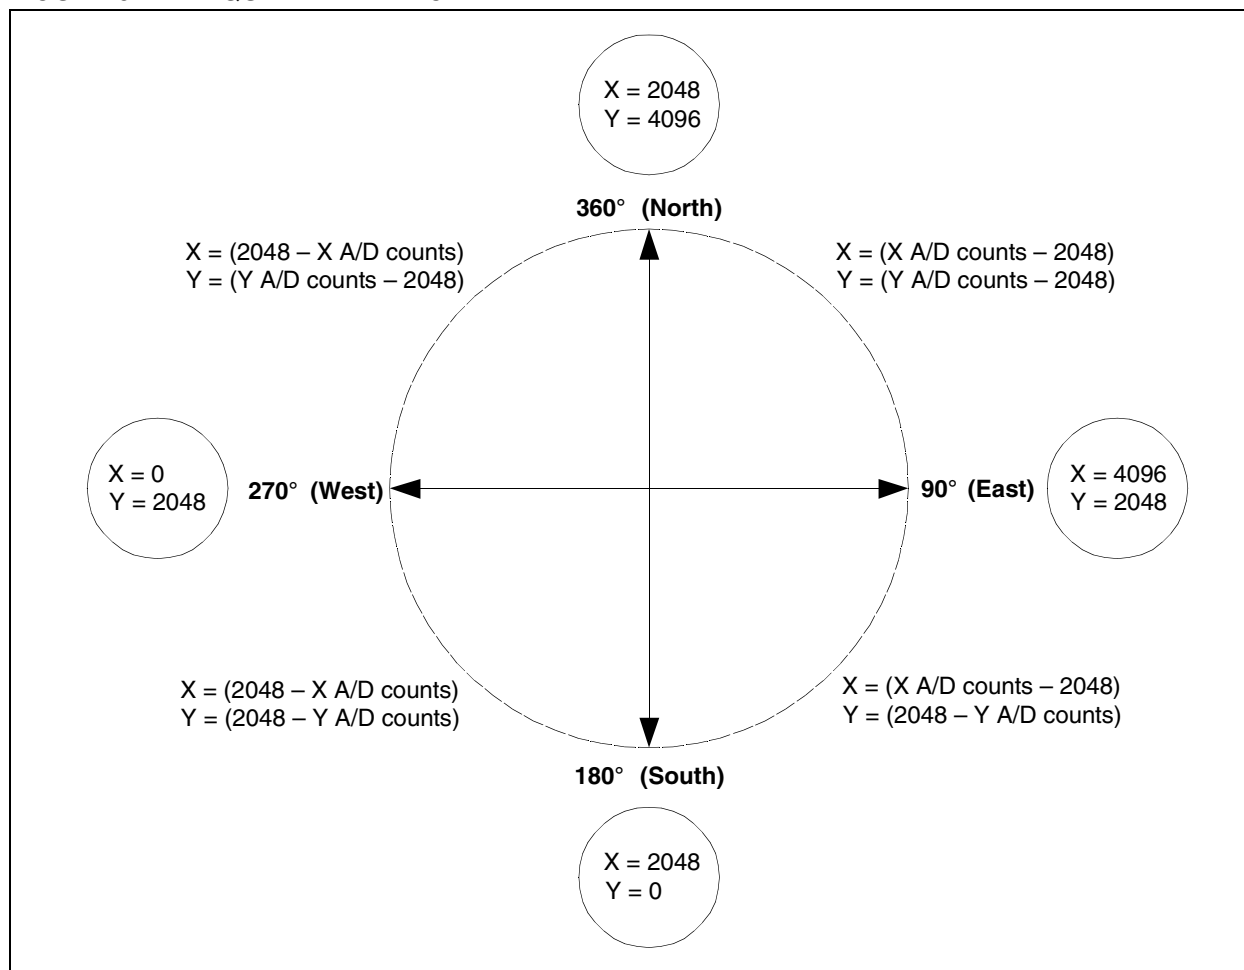 X = 2048
Y = 4096
360° (North)
X = (2048 – X A/D counts)
Y = (Y A/D counts – 2048)
X = (X A/D counts – 2048)
Y = (Y A/D counts – 2048)
X = 0
Y = 2048
270° (West)
90° (East)
X = 4096
Y = 2048
X = (2048 – X A/D counts)
Y = (2048 – Y A/D counts)
X = (X A/D counts – 2048)
Y = (2048 – Y A/D counts)
180° (South)
X = 2048
Y = 0